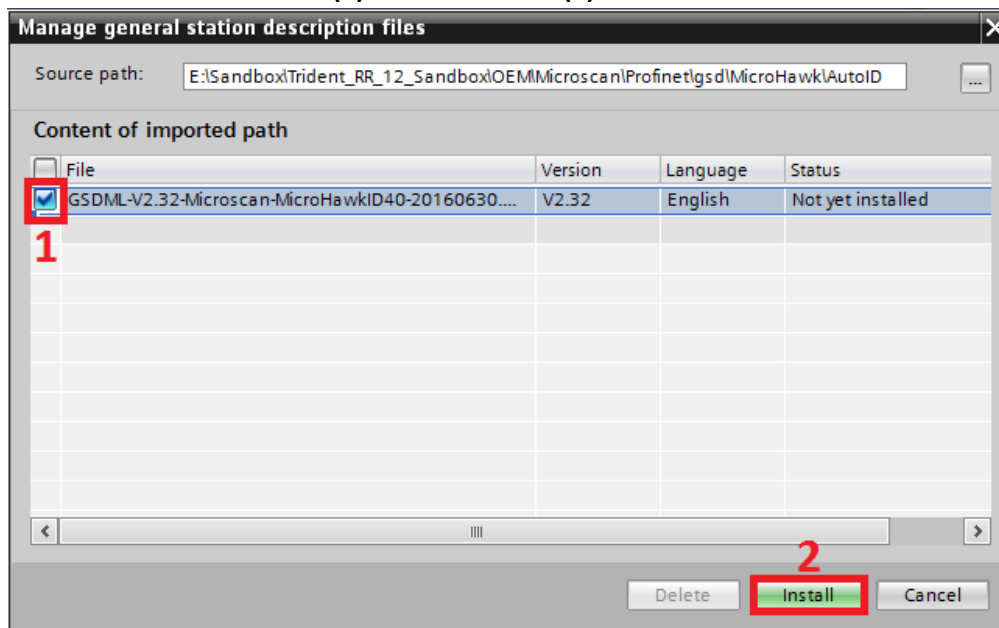 Manage general station description files
Source path: E:\Sandbox\Trident_RR_12_Sandbox\OEM\Microscan\Profinet\gsd\MicroHawk\AutoID ...
Content of imported path
File Version Language Status
GSDML-V2.32-Microscan-MicroHawkID40-20160630.... V2.32 English Not yet installed
1
2
Delete Install Cancel